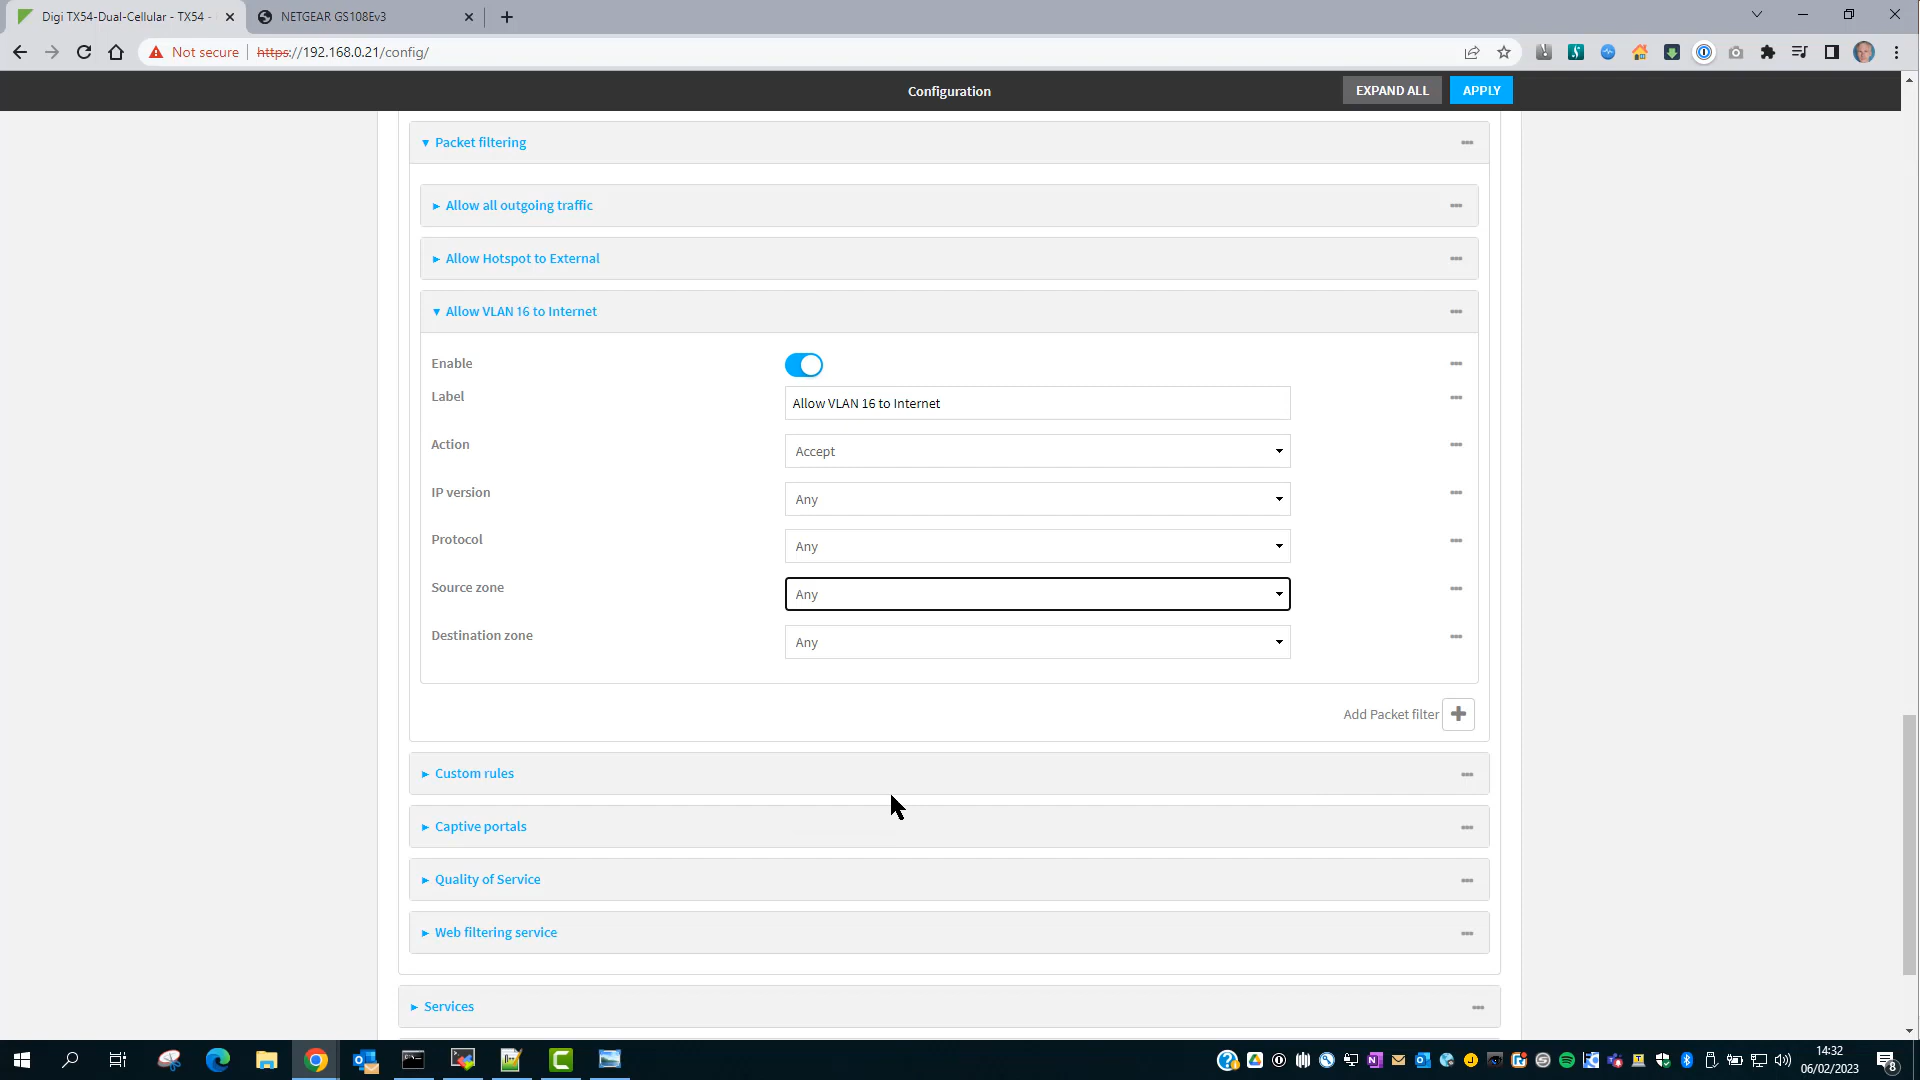 Digi TX54-Dual-Cellular - TX54 -
NETGEAR GS108Ev3
Not secure
https://192.168.0.21/config/
Configuration
EXPAND ALL
APPLY
Packet filtering
Allow all outgoing traffic
Allow Hotspot to External
Allow VLAN 16 to Internet
Enable
Label
Allow VLAN 16 to Internet
Action
Accept
IP version
Any
Protocol
Any
Source zone
Any
Destination zone
Any
Add Packet filter
Custom rules
Captive portals
Quality of Service
Web filtering service
Services
14:32
06/02/2023
8